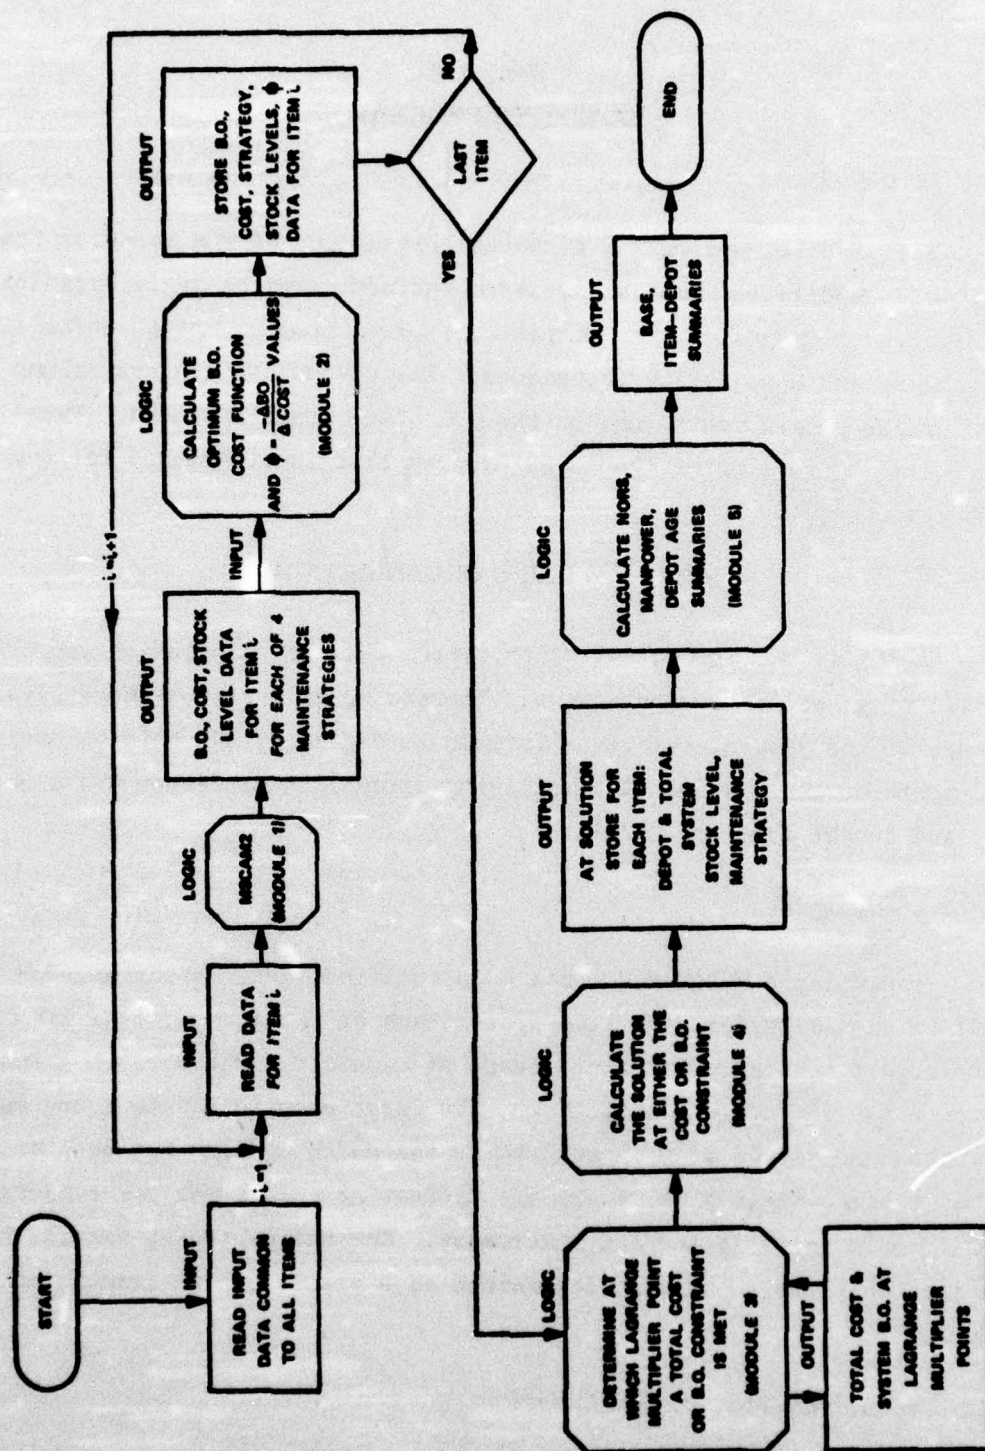 START
INPUT
READ INPUT
DATA COMMON
TO ALL ITEMS
i=1
i=i+1
INPUT
READ DATA
FOR ITEM i
LOGIC
MSCAM2
(MODULE 1)
OUTPUT
B.O., COST, STOCK
LEVEL DATA
FOR ITEM i
FOR EACH OF 4
MAINTENANCE
STRATEGIES
INPUT
LOGIC
CALCULATE
OPTIMUM B.O.
COST FUNCTION
AND ϕ = -ΔBO / ΔCOST VALUES
(MODULE 2)
OUTPUT
STORE B.O.,
COST, STRATEGY,
STOCK LEVELS, ϕ
DATA FOR ITEM i
LAST
ITEM
NO
YES
LOGIC
DETERMINE AT
WHICH LAGRANGE
MULTIPLIER POINT
A TOTAL COST
OR B.O. CONSTRAINT
IS MET
(MODULE 3)
OUTPUT
TOTAL COST &
SYSTEM B.O. AT
LAGRANGE
MULTIPLIER
POINTS
LOGIC
CALCULATE
THE SOLUTION
AT EITHER THE
COST OR B.O.
CONSTRAINT
(MODULE 4)
OUTPUT
AT SOLUTION
STORE FOR
EACH ITEM:
DEPOT & TOTAL
SYSTEM
STOCK LEVEL,
MAINTENANCE
STRATEGY
LOGIC
CALCULATE NORS,
MANPOWER,
DEPOT AGE
SUMMARIES
(MODULE 5)
OUTPUT
BASE,
ITEM-DEPOT
SUMMARIES
END